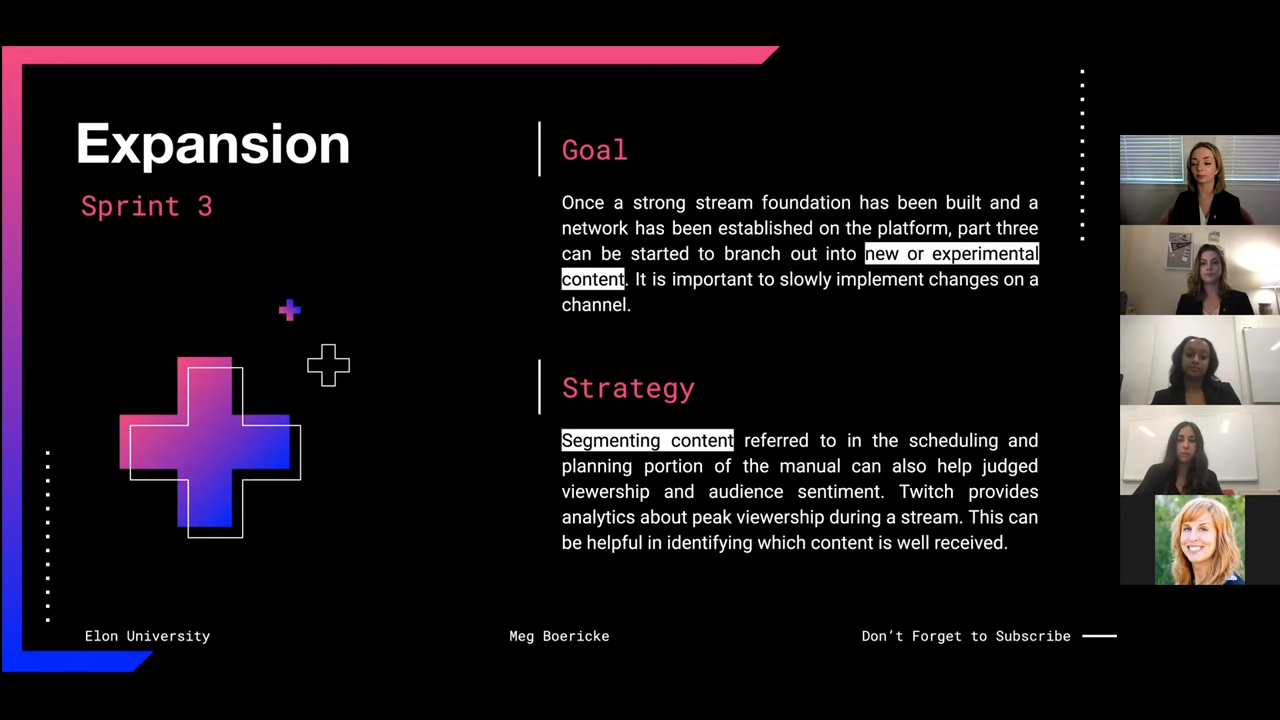 Expansion
Sprint 3
Goal
Once a strong stream foundation has been built and a
network has been established on the platform, part three
can be started to branch out into new or experimental
content. It is important to slowly implement changes on a
channel.
Strategy
Segmenting content referred to in the scheduling and
planning portion of the manual can also help judged
viewership and audience sentiment. Twitch provides
analytics about peak viewership during a stream. This can
be helpful in identifying which content is well received.
Elon University
Meg Boericke
Don’t Forget to Subscribe